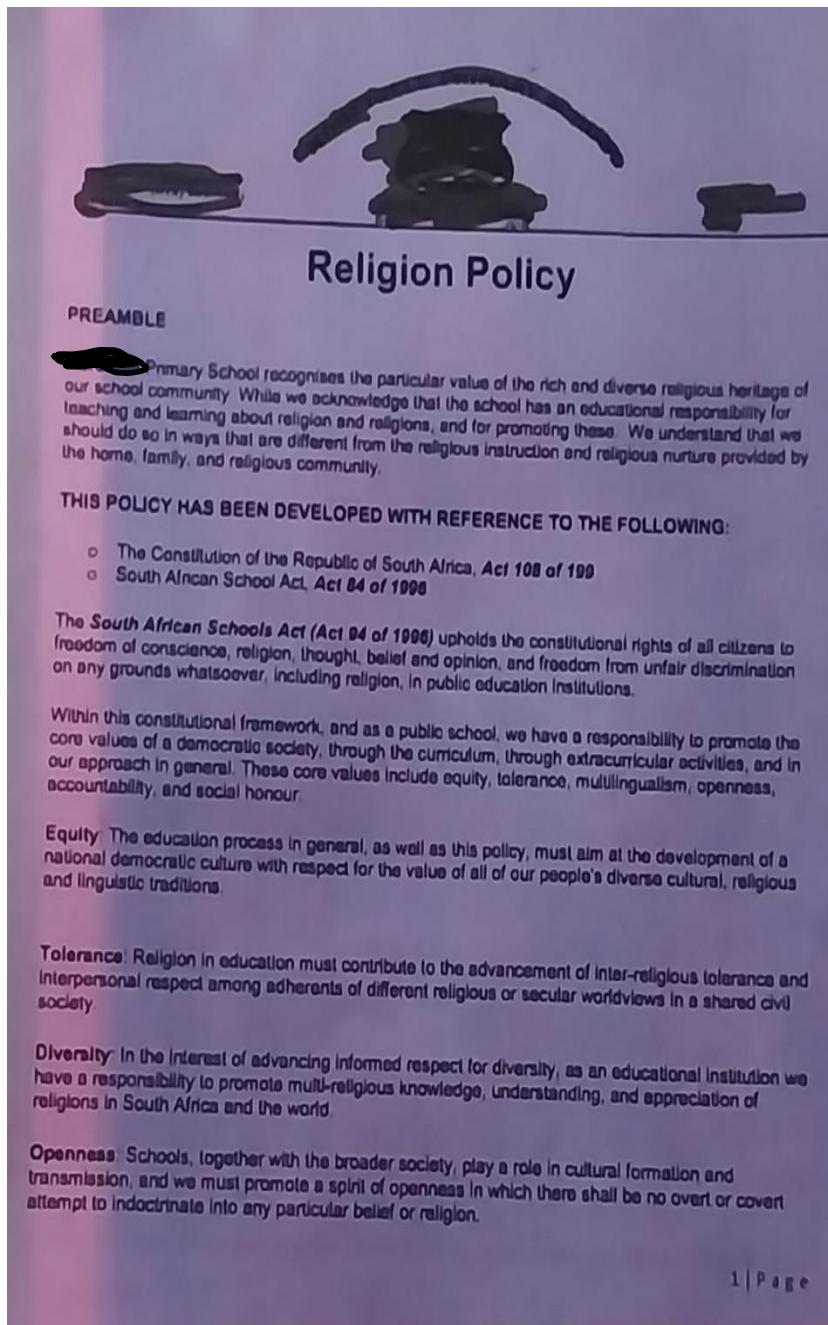 Religion Policy
PREAMBLE
Primary School recognises the particular value of the rich and diverse religious heritage of
our school community. While we acknowledge that the school has an educational responsibility for
teaching and learning about religion and religions, and for promoting these. We understand that we
should do so in ways that are different from the religious instruction and religious nurture provided by
the home, family, and religious community.
THIS POLICY HAS BEEN DEVELOPED WITH REFERENCE TO THE FOLLOWING:
o The Constitution of the Republic of South Africa, Act 108 of 199
o South African School Act, Act 84 of 1996
The South African Schools Act (Act 94 of 1996) upholds the constitutional rights of all citizens to
freedom of conscience, religion, thought, belief and opinion, and freedom from unfair discrimination
on any grounds whatsoever, including religion, in public education institutions.
Within this constitutional framework, and as a public school, we have a responsibility to promote the
core values of a democratic society, through the curriculum, through extracurricular activities, and in
our approach in general. These core values include equity, tolerance, multilingualism, openness,
accountability, and social honour.
Equity: The education process in general, as well as this policy, must aim at the development of a
national democratic culture with respect for the value of all of our people's diverse cultural, religious
and linguistic traditions.
Tolerance: Religion in education must contribute to the advancement of inter-religious tolerance and
interpersonal respect among adherents of different religious or secular worldviews in a shared civil
society.
Diversity: In the interest of advancing informed respect for diversity, as an educational institution we
have a responsibility to promote multi-religious knowledge, understanding, and appreciation of
religions in South Africa and the world.
Openness: Schools, together with the broader society, play a role in cultural formation and
transmission, and we must promote a spirit of openness in which there shall be no overt or covert
attempt to indoctrinate into any particular belief or religion.
1 | Page